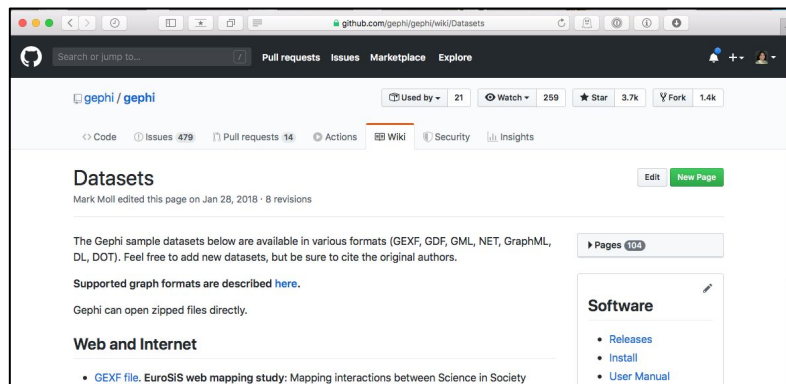 github.com/gephi/gephi/wiki/Datasets
Search or jump to... / Pull requests Issues Marketplace Explore
gephi / gephi Used by 21 Watch 259 Star 3.7k Fork 1.4k
Code Issues 479 Pull requests 14 Actions Wiki Security Insights
Datasets Edit New Page
Mark Moll edited this page on Jan 28, 2018 · 8 revisions
The Gephi sample datasets below are available in various formats (GEXF, GDF, GML, NET, GraphML,
DL, DOT). Feel free to add new datasets, but be sure to cite the original authors.
Pages 104
Supported graph formats are described here.
Gephi can open zipped files directly.
Software
Web and Internet
• Releases
• Install
• GEXF file. EuroSiS web mapping study: Mapping interactions between Science in Society
• User Manual